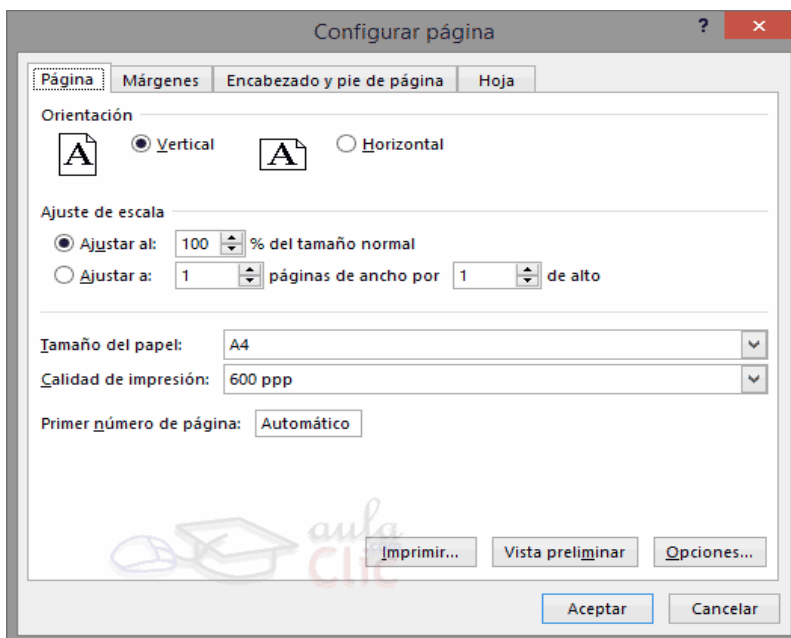 Configurar página ?
Página Márgenes Encabezado y pie de página Hoja
Orientación
A Vertical A Horizontal
Ajuste de escala
Ajustar al: 100 % del tamaño normal
Ajustar a: 1 páginas de ancho por 1 de alto
Tamaño del papel: A4
Calidad de impresión: 600 ppp
Primer número de página: Automático
aula
Clic
Imprimir... Vista preliminar Opciones...
Aceptar Cancelar